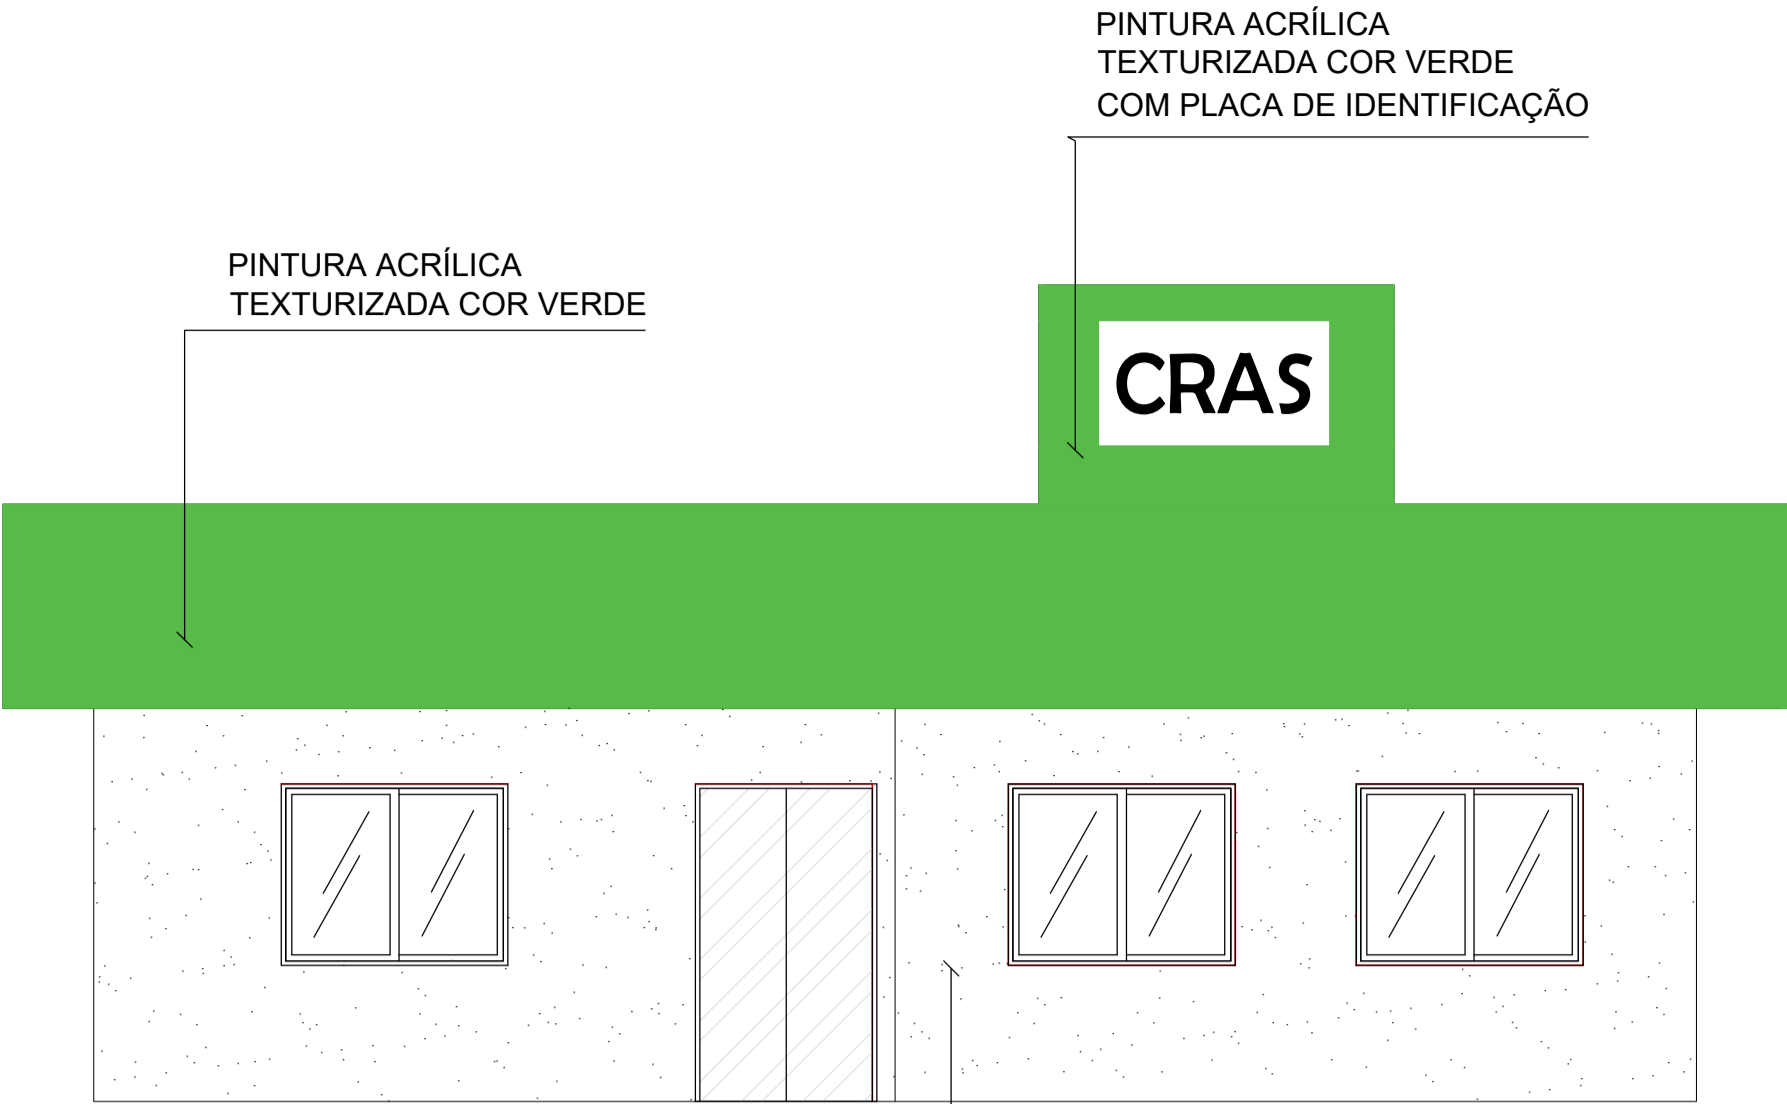 PINTURA ACRÍLICA
TEXTURIZADA COR VERDE
COM PLACA DE IDENTIFICAÇÃO
PINTURA ACRÍLICA
TEXTURIZADA COR VERDE
CRAS